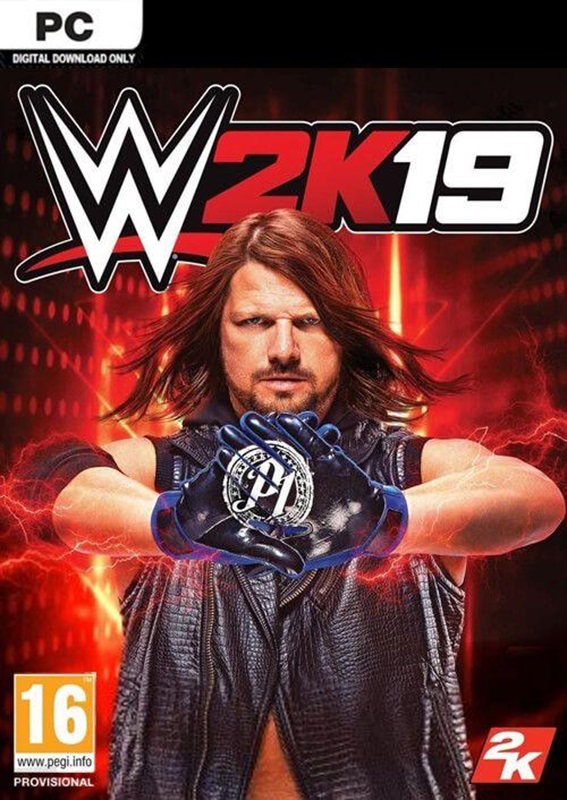 PC
DIGITAL DOWNLOAD ONLY
W 2K19
P1
16
www.pegi.info
PROVISIONAL
2K